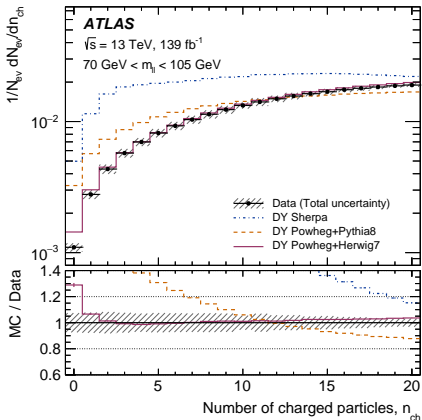 1/N_ev dN_ev/dn_ch
ATLAS
√s = 13 TeV, 139 fb⁻¹
70 GeV < m_ll < 105 GeV
10⁻²
10⁻³
Data (Total uncertainty)
DY Sherpa
DY Powheg+Pythia8
DY Powheg+Herwig7
MC / Data
1.4
1.2
1
0.8
0.6
0 5 10 15 20
Number of charged particles, n_ch